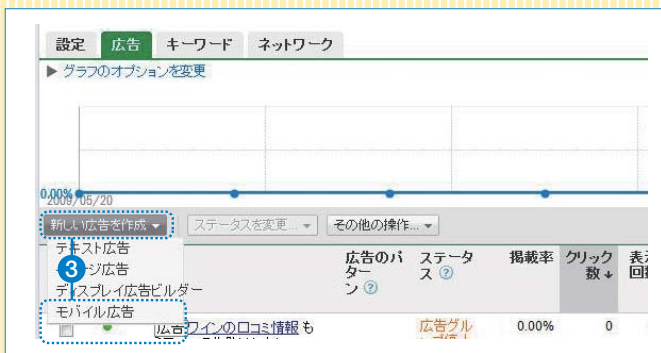 設定 広告 キーワード ネットワーク
▶ グラフのオプションを変更
0.00%
2009/05/20
新しい広告を作成 ▼ ステータスを変更... ▼ その他の操作... ▼
テキスト広告
3
ージ広告
ディスプレイ広告ビルダー
モバイル広告
広告のパターン ? ステータス ? 掲載率 クリック数 ↓
広告 ワインの口コミ情報 も
広告グル 0.00% 0